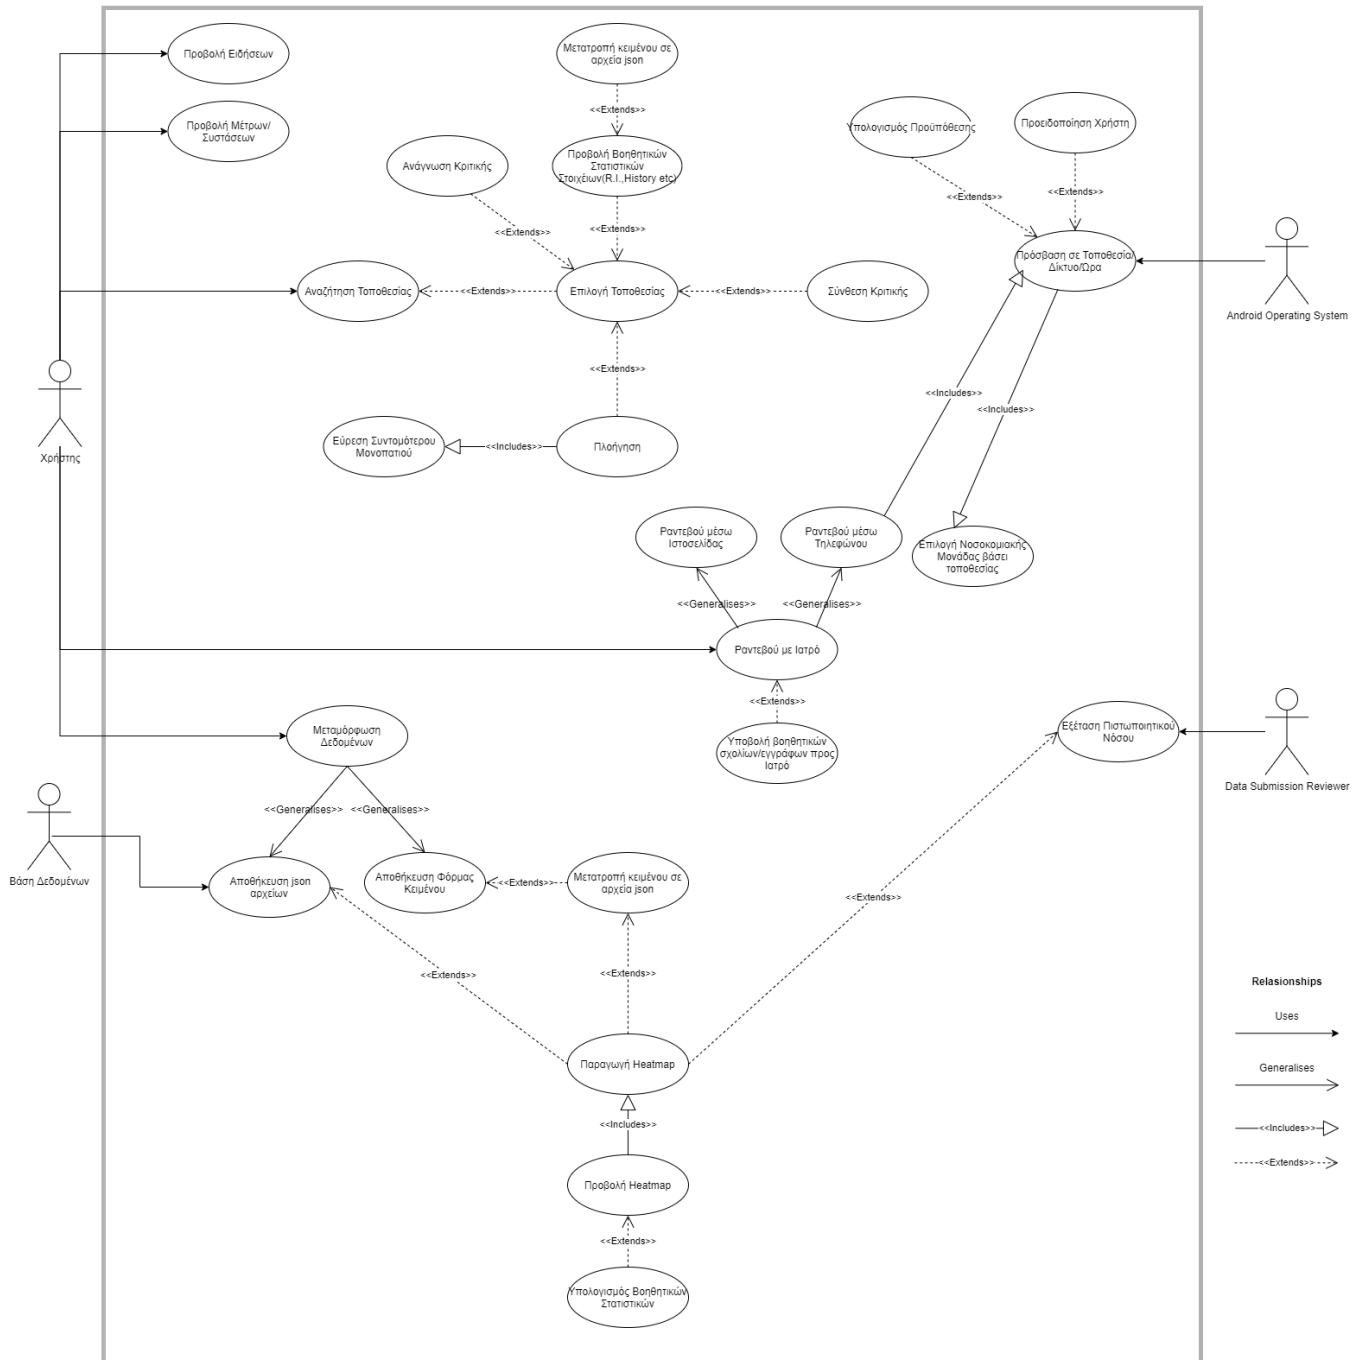 Προβολή Ειδήσεων
Μετατροπή κειμένου σε
αρχεία json
<<Extends>>
Προβολή Μέτρων/
Συστάσεων
Υπολογισμός Προϋπόθεσης
Προειδοποίηση Χρήστη
Ανάγνωση Κριτικής
Προβολή Βοηθητικών
Στατιστικών
Στοιχέιων(R.I.,History etc)
<<Extends>>
<<Extends>>
<<Extends>>
<<Extends>>
Πρόσβαση σε Τοποθεσία/
Δίκτυο/Ώρα
Android Operating System
Αναζήτηση Τοποθεσίας
<<Extends>>
Επιλογή Τοποθεσίας
<<Extends>>
Σύνθεση Κριτικής
<<Extends>>
<<Includes>>
<<Includes>>
Χρήστης
Εύρεση Συντομότερου
Μονοπατιού
<<Includes>>
Πλοήγηση
Ραντεβού μέσω
Ιστοσελίδας
Ραντεβού μέσω
Τηλεφώνου
Επιλογή Νοσοκομιακής
Μονάδας βάσει
τοποθεσίας
<<Generalises>>
<<Generalises>>
Ραντεβού με Ιατρό
<<Extends>>
Υποβολή βοηθητικών
σχολίων/εγγράφων προς
Ιατρό
Εξέταση Πιστωποιητικού
Νόσου
Data Submission Reviewer
Μεταμόρφωση
Δεδομένων
<<Generalises>>
<<Generalises>>
Βάση Δεδομένων
Αποθήκευση json
αρχείων
Αποθήκευση Φόρμας
Κειμένου
<<Extends>>
Μετατροπή κειμένου σε
αρχεία json
<<Extends>>
<<Extends>>
<<Extends>>
Παραγωγή Heatmap
<<Includes>>
Προβολή Heatmap
<<Extends>>
Υπολογισμός Βοηθητικών
Στατιστικών
Relasionships
Uses
Generalises
<<Includes>>
<<Extends>>